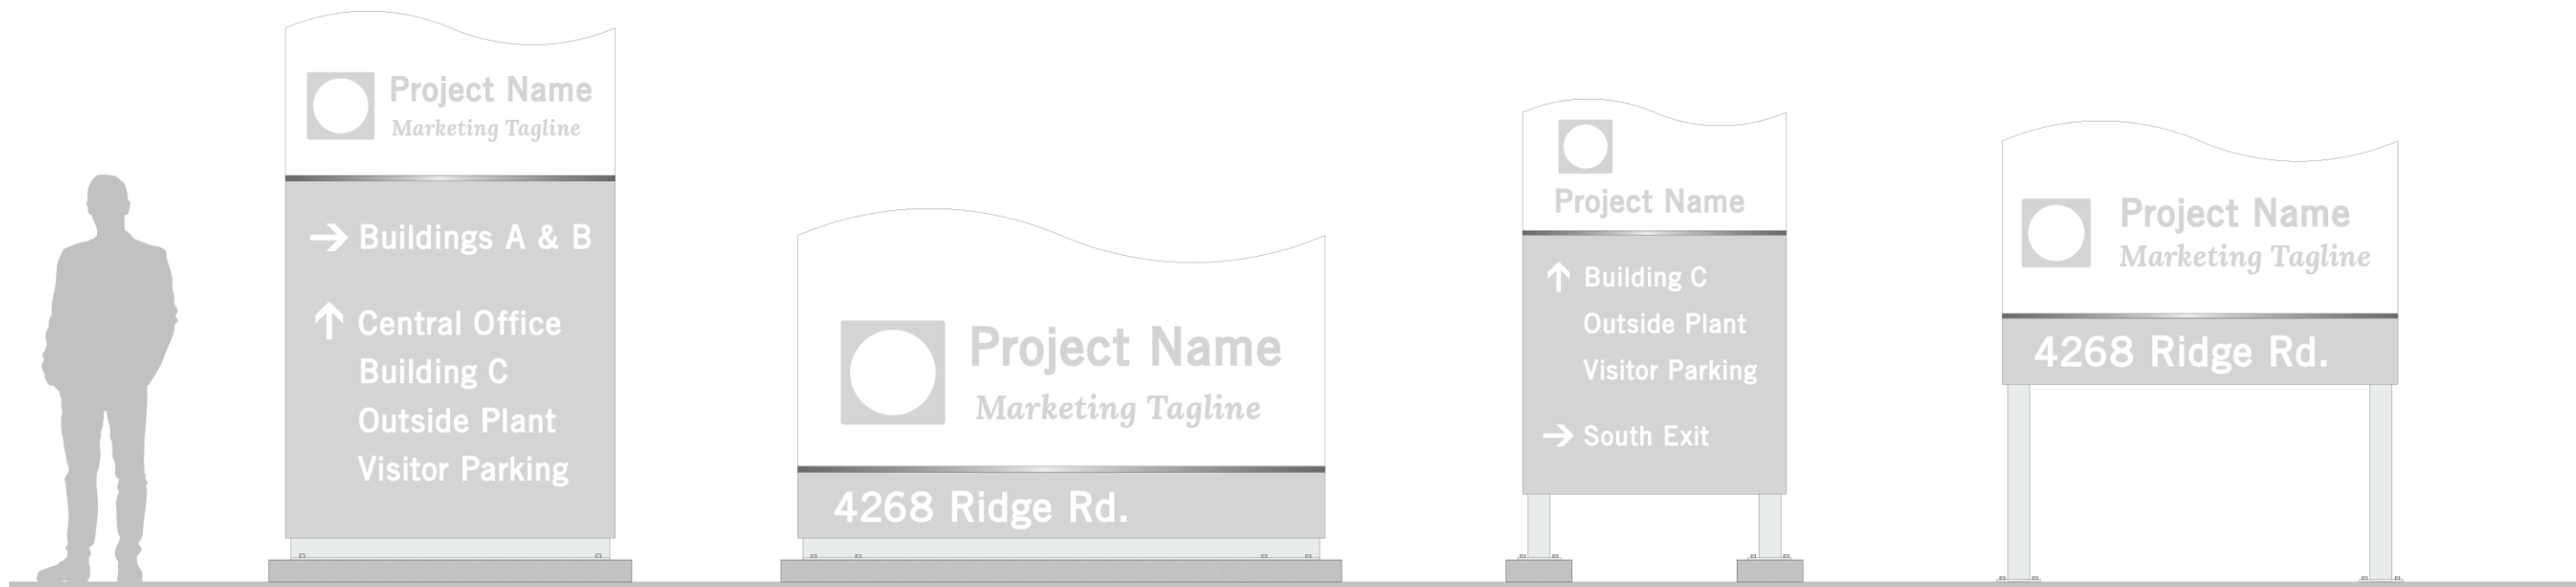 Project Name
Marketing Tagline
→ Buildings A & B
↑ Central Office
Building C
Outside Plant
Visitor Parking
Project Name
Marketing Tagline
4268 Ridge Rd.
Project Name
↑ Building C
Outside Plant
Visitor Parking
→ South Exit
Project Name
Marketing Tagline
4268 Ridge Rd.